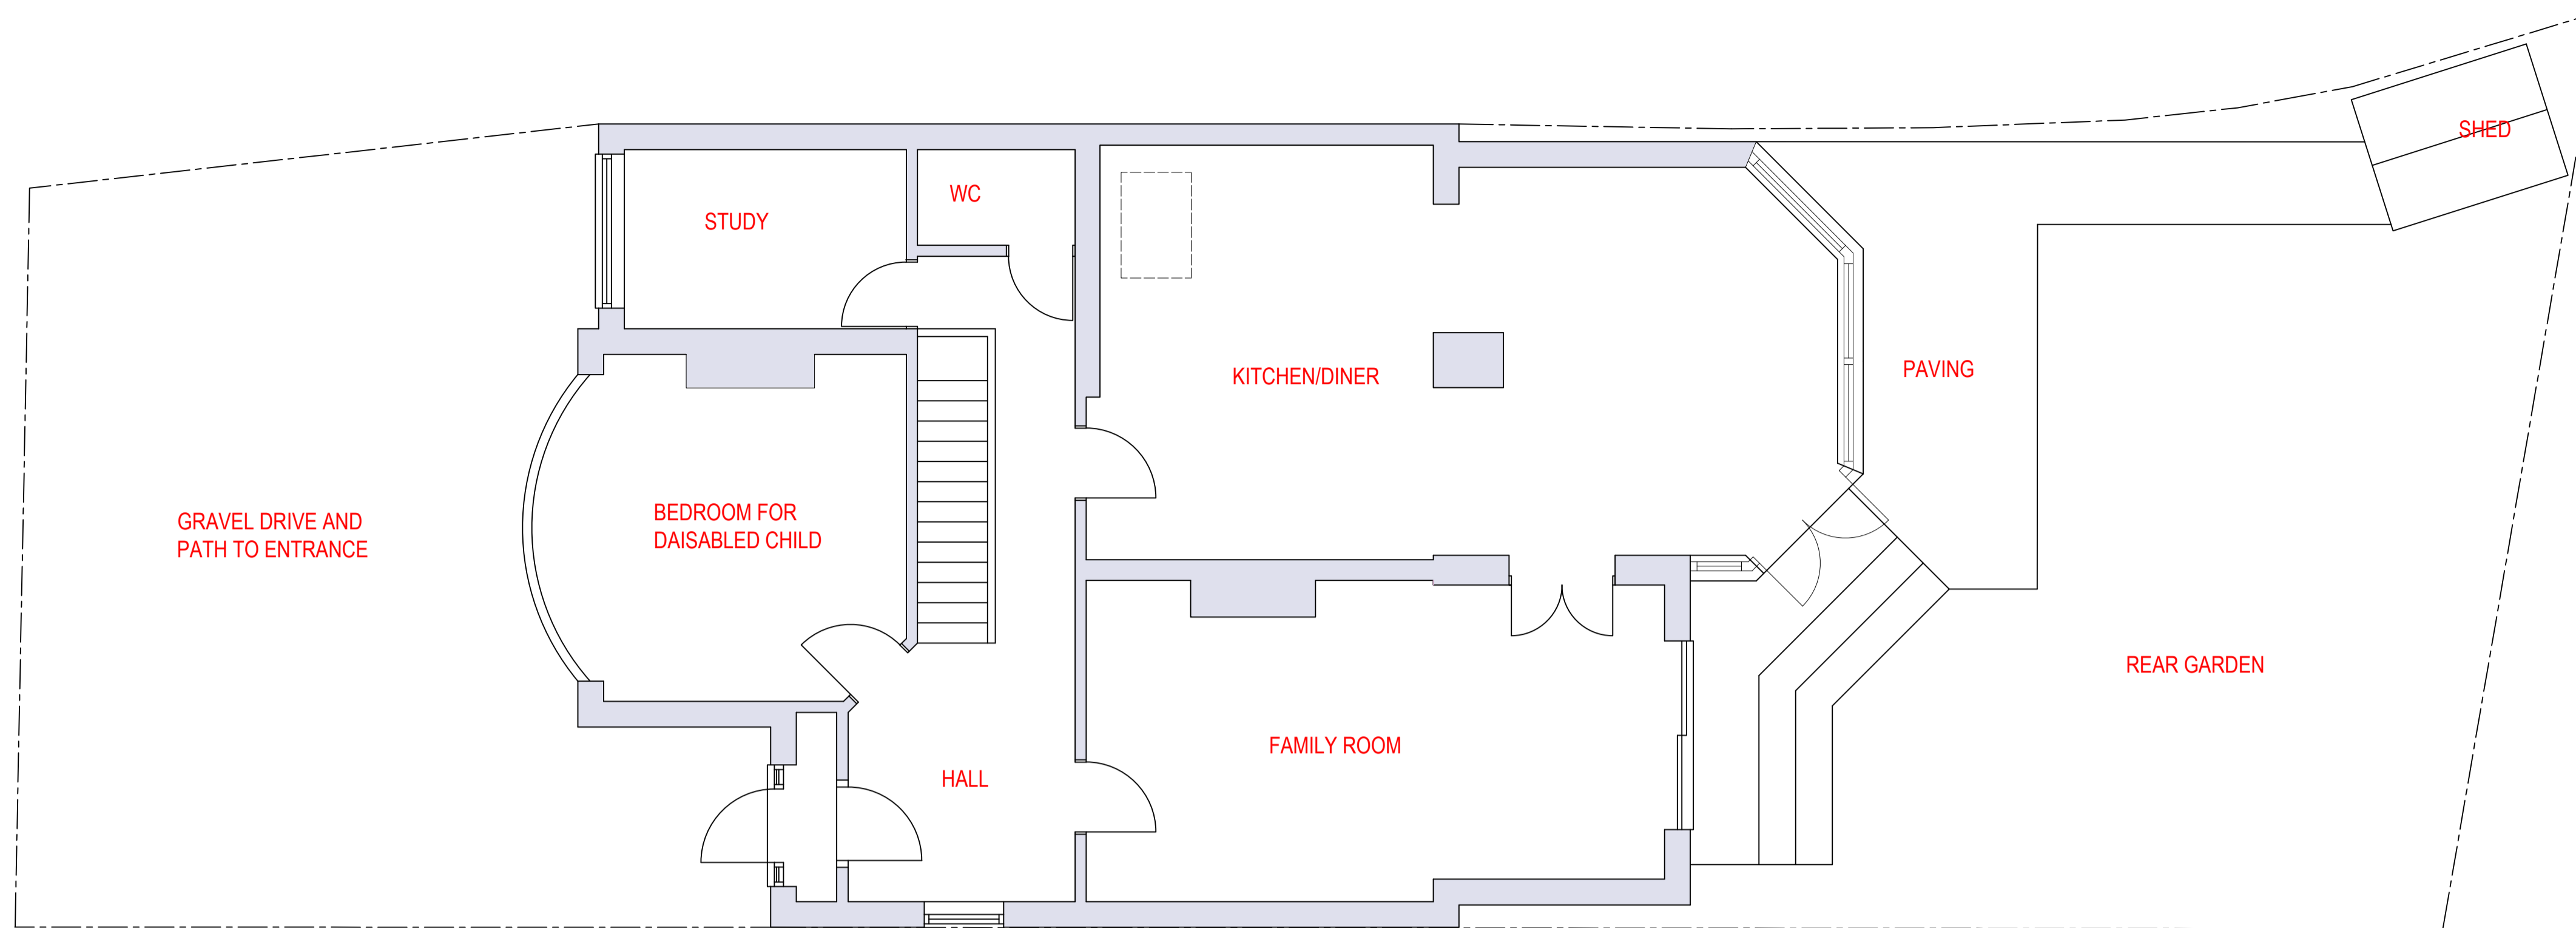 SHED
WC
STUDY
PAVING
KITCHEN/DINER
GRAVEL DRIVE AND
PATH TO ENTRANCE
BEDROOM FOR
DAISABLED CHILD
REAR GARDEN
FAMILY ROOM
HALL